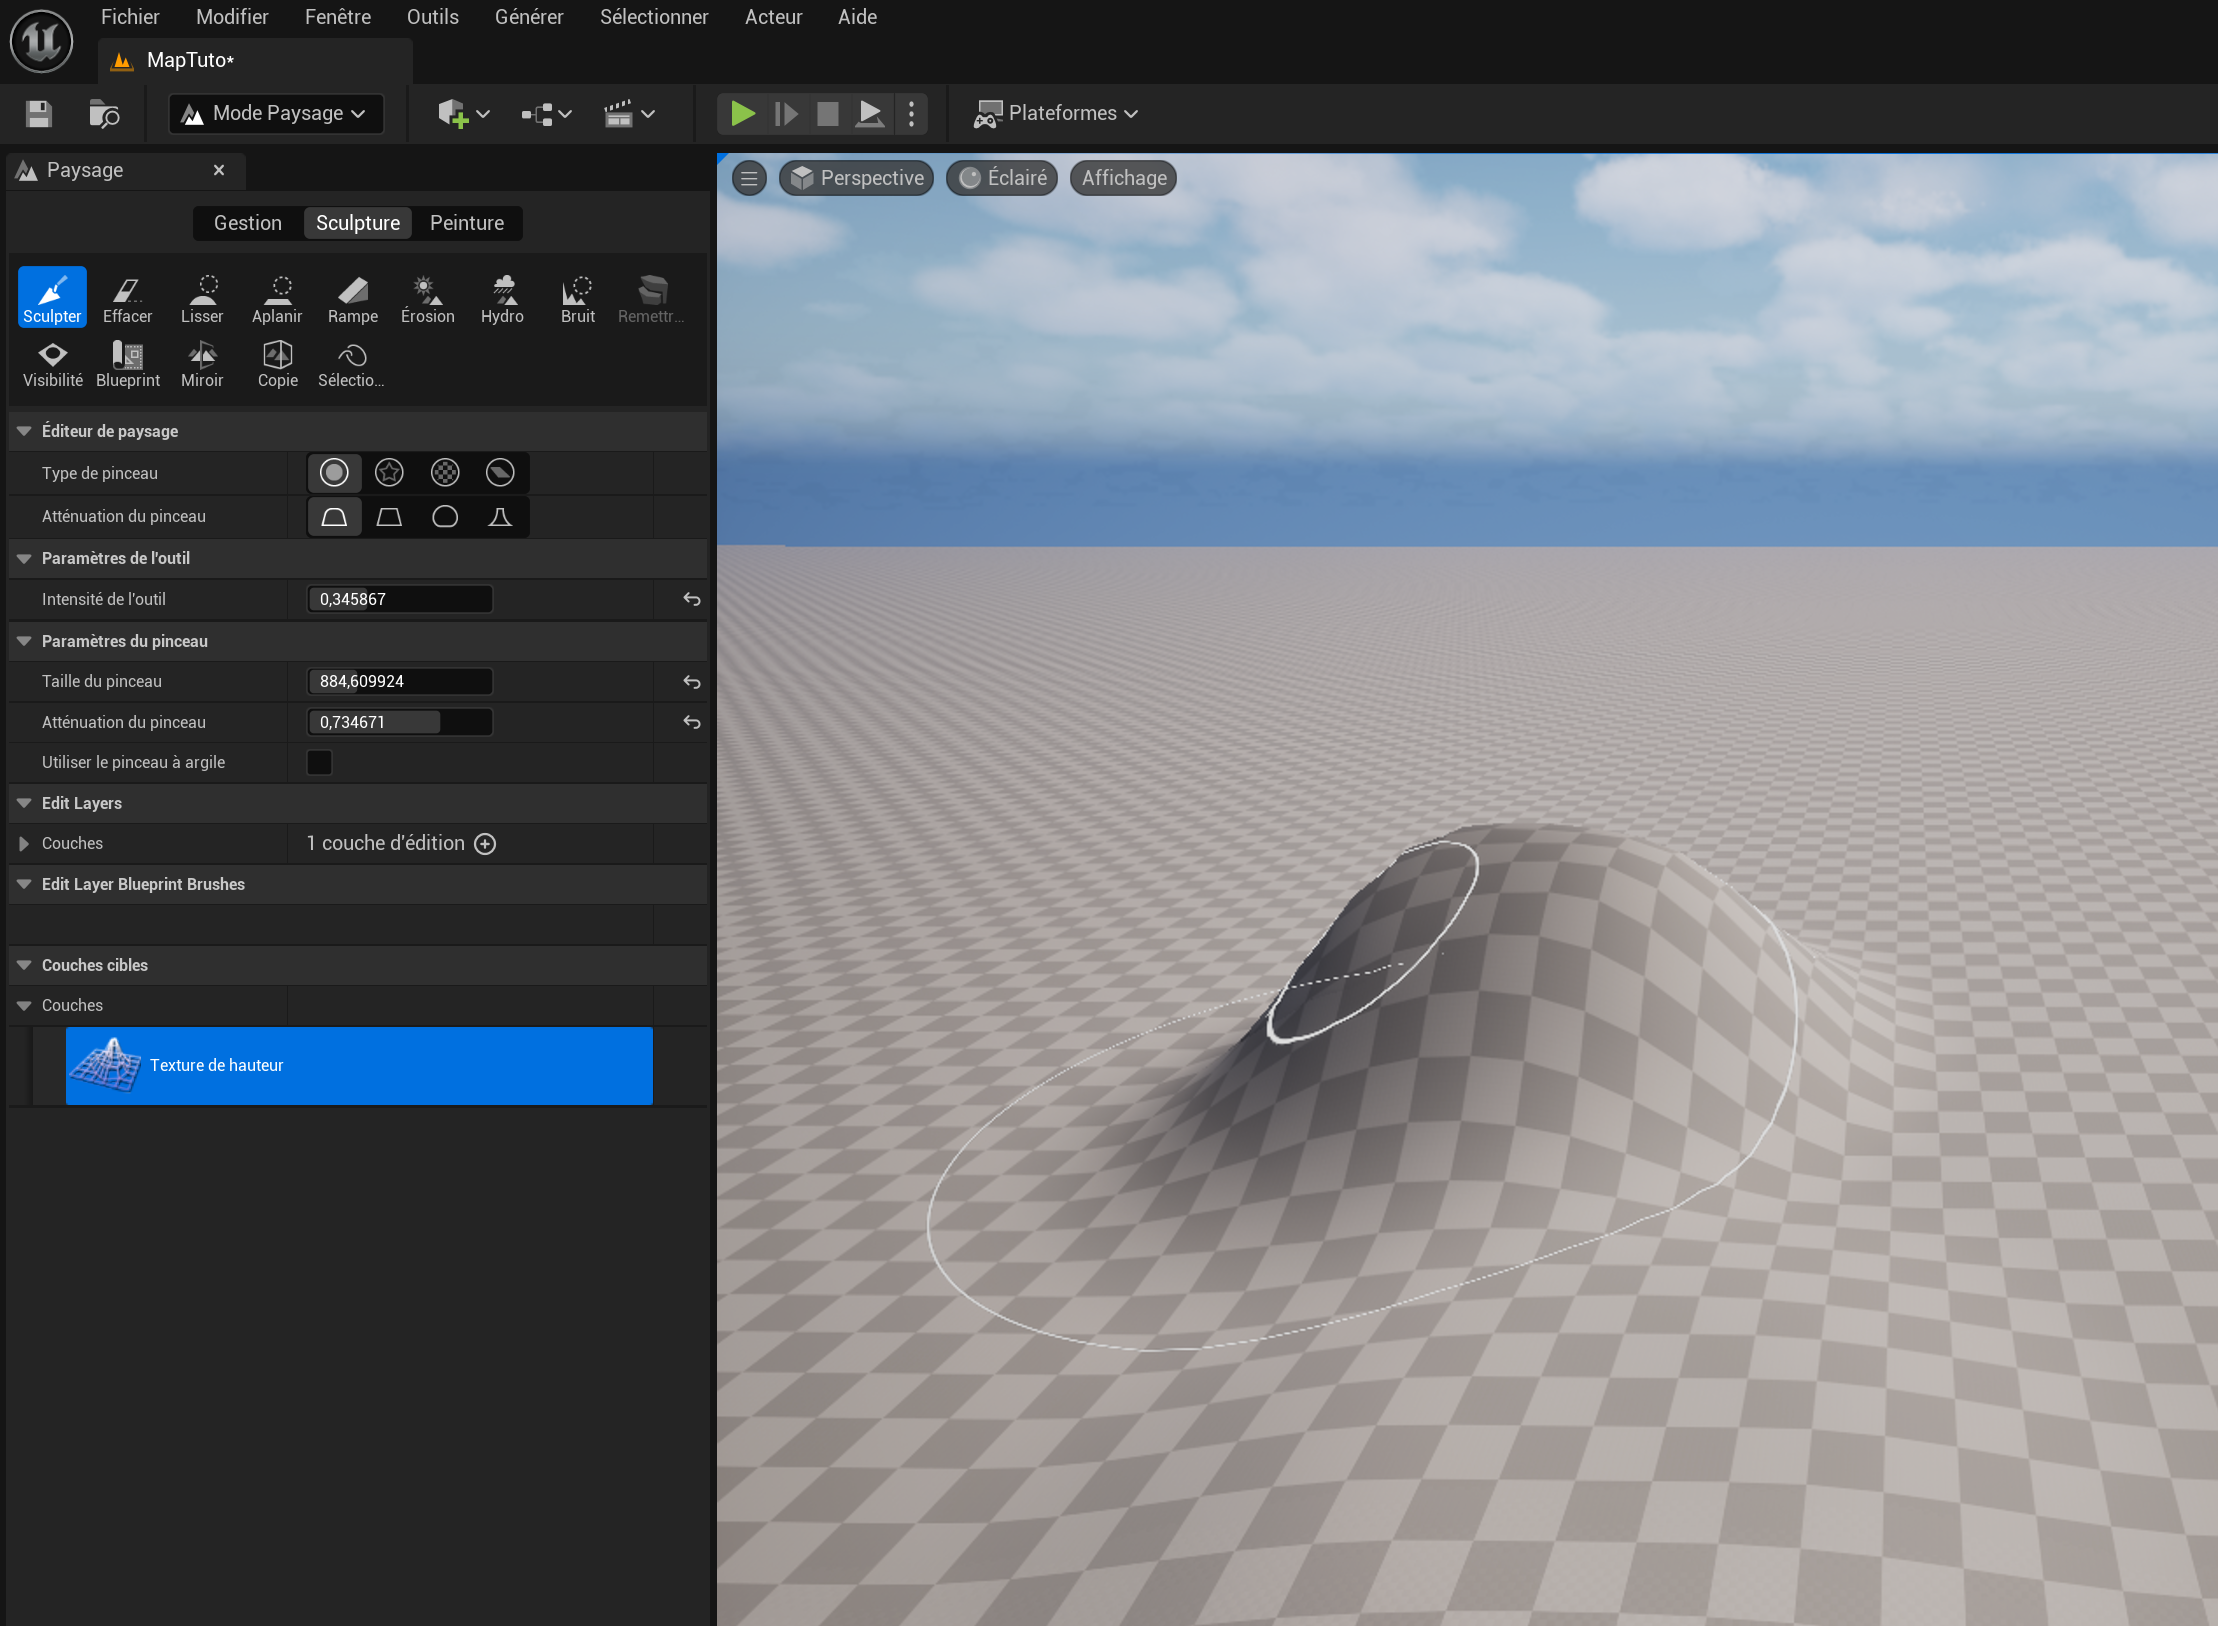 Fichier Modifier Fenêtre Outils Générer Sélectionner Acteur Aide
MapTuto*
Mode Paysage
Plateformes
Paysage
Perspective Éclairé Affichage
Gestion Sculpture Peinture
Sculpter Effacer Lisser Aplanir Rampe Érosion Hydro Bruit Remettr...
Visibilité Blueprint Miroir Copie Sélectio...
Éditeur de paysage
Type de pinceau
Atténuation du pinceau
Paramètres de l'outil
Intensité de l'outil 0,345867
Paramètres du pinceau
Taille du pinceau 884,609924
Atténuation du pinceau 0,734671
Utiliser le pinceau à argile
Edit Layers
Couches 1 couche d'édition
Edit Layer Blueprint Brushes
Couches cibles
Couches
Texture de hauteur